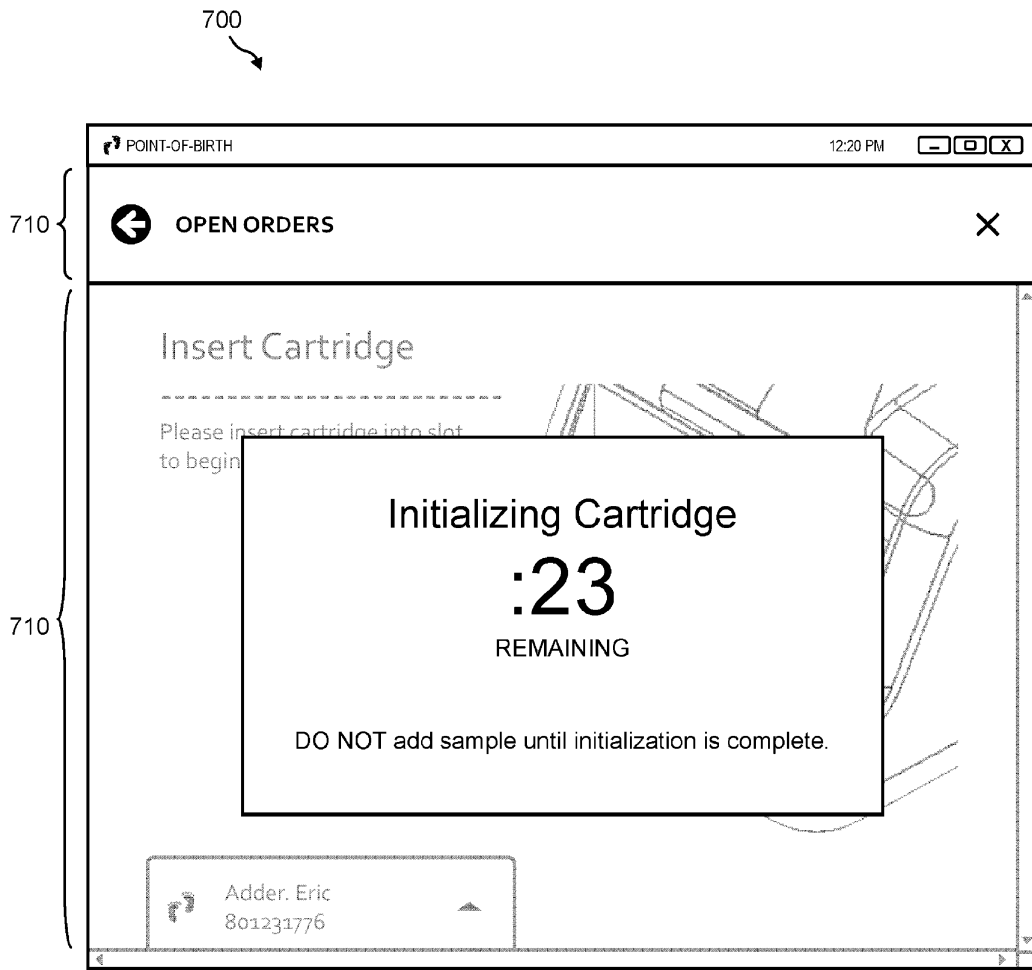 700
POINT-OF-BIRTH 12:20 PM
710
OPEN ORDERS
Insert Cartridge
Please insert cartridge into slot
to begin
Initializing Cartridge
:23
REMAINING
710
DO NOT add sample until initialization is complete.
Adder. Eric
801231776